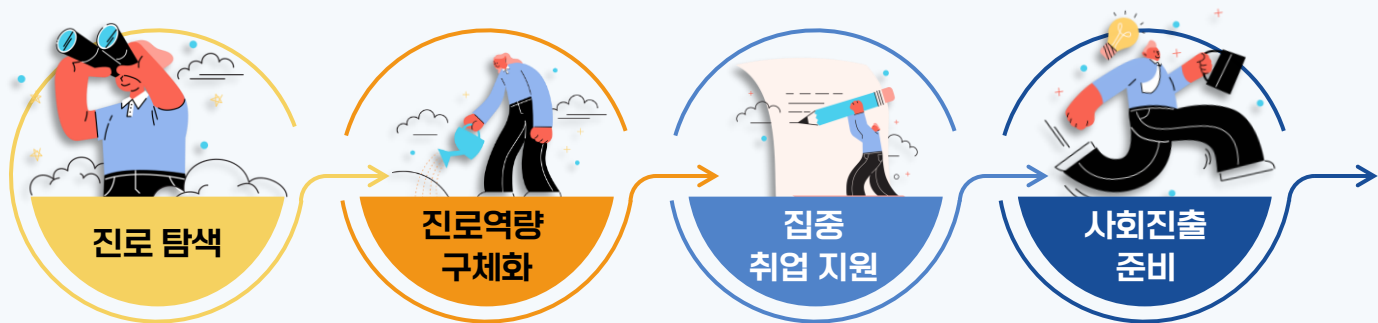 진로 탐색
진로역량
구체화
집중
취업 지원
사회진출
준비